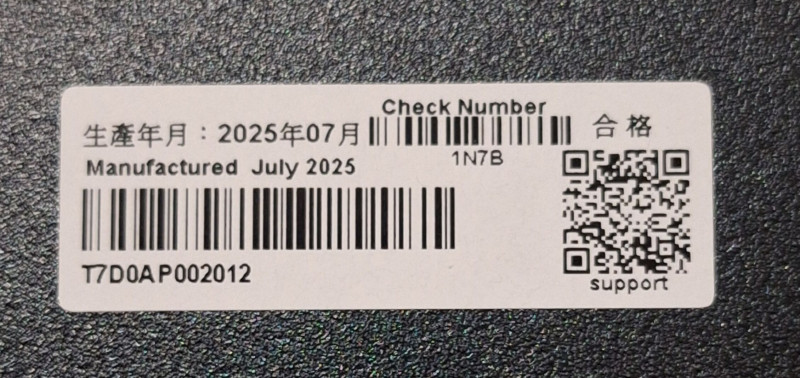 Check Number
生產年月：2025年07月
合格
1N7B
Manufactured July 2025
T7D0AP002012
support